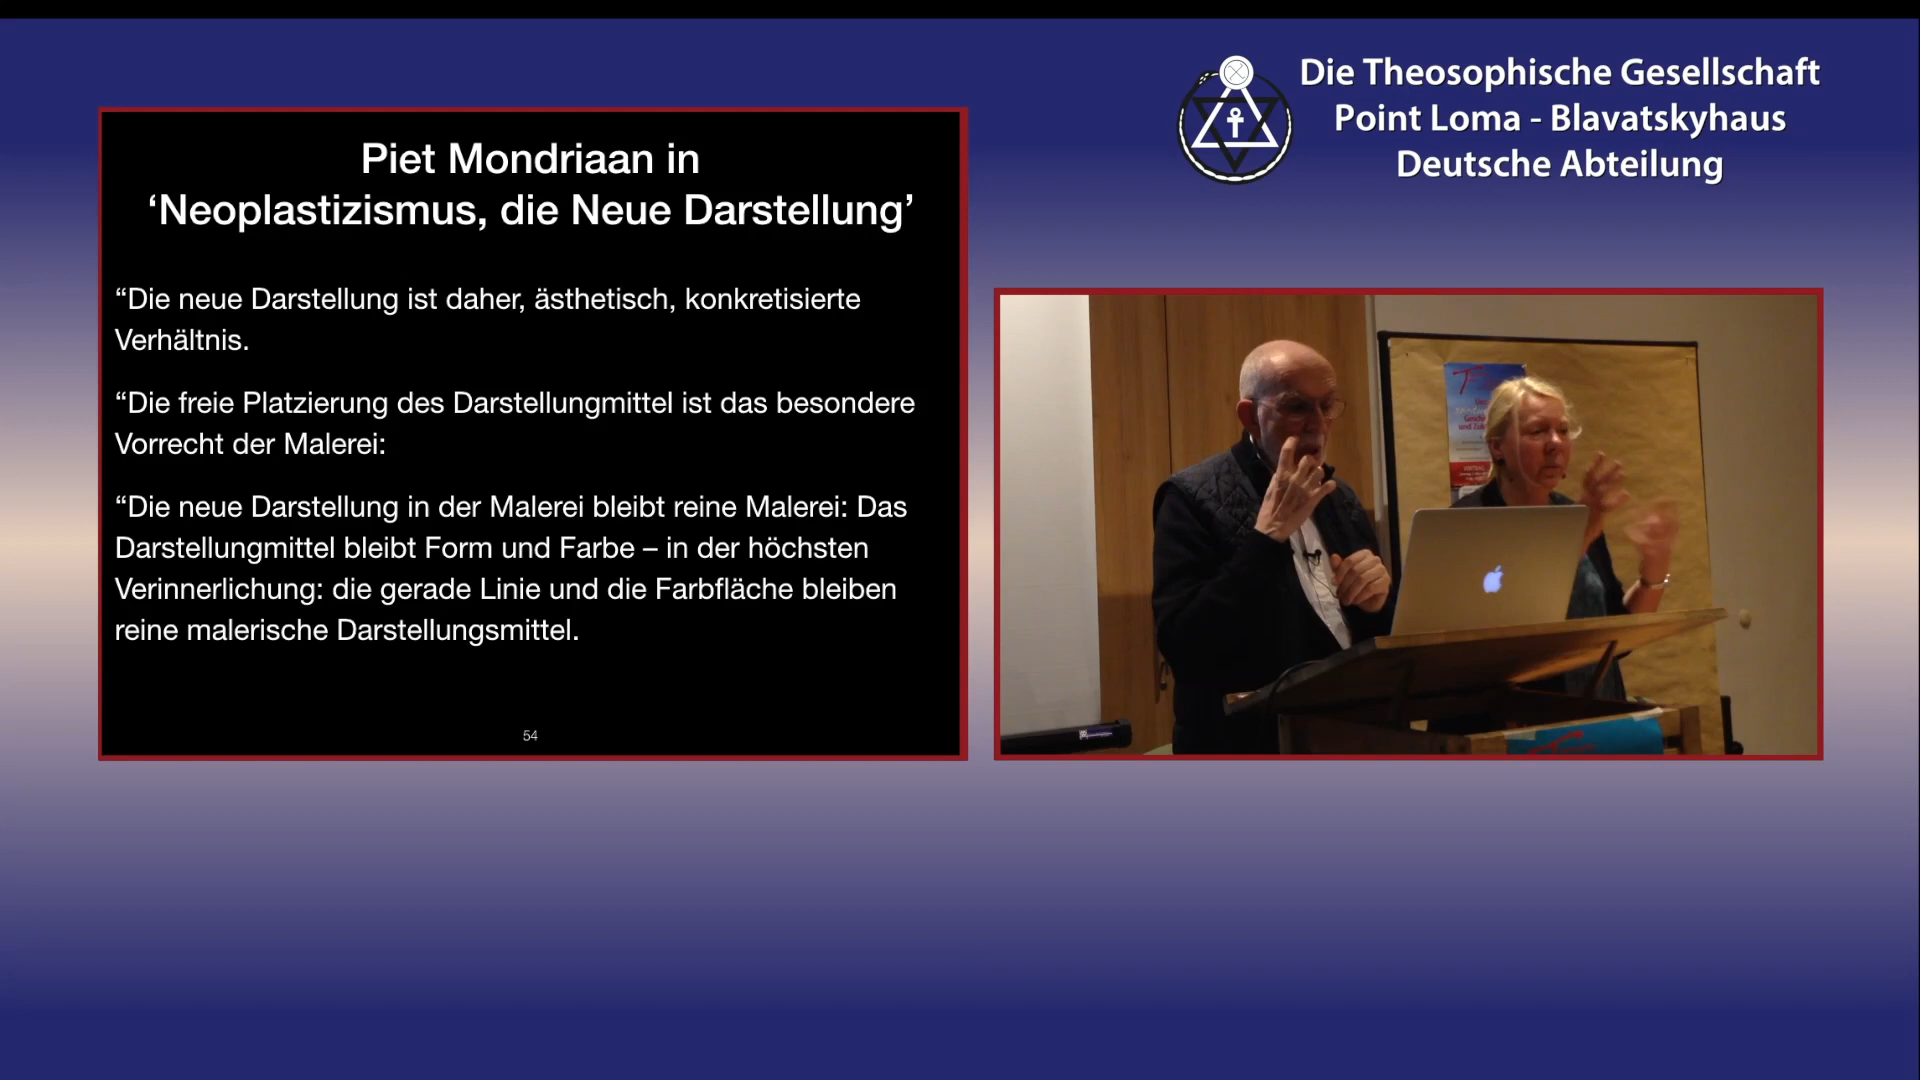 Die Theosophische Gesellschaft
Point Loma - Blavatskyhaus
Deutsche Abteilung
Piet Mondriaan in
‘Neoplastizismus, die Neue Darstellung’
“Die neue Darstellung ist daher, ästhetisch, konkretisierte
Verhältnis.
“Die freie Platzierung des Darstellungmittel ist das besondere
Vorrecht der Malerei:
“Die neue Darstellung in der Malerei bleibt reine Malerei: Das
Darstellungmittel bleibt Form und Farbe – in der höchsten
Verinnerlichung: die gerade Linie und die Farbfläche bleiben
reine malerische Darstellungsmittel.
54